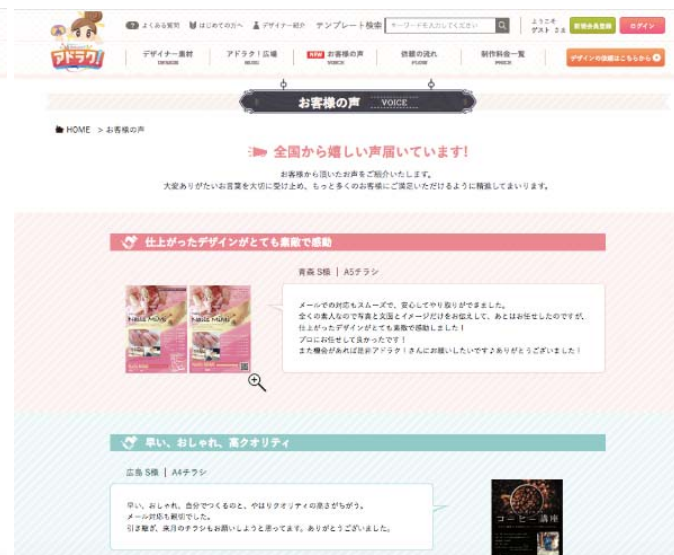 よくある質問 はじめての方へ デザイナー紹介 テンプレート検索 キーワードを入力してください ようこそ ゲスト さま 新規会員登録 ログイン
アドラク!
デザイナー素材 アドラク!広場 NEW お客様の声 依頼の流れ 制作料金一覧 デザインの依頼はこちらから
DESIGN VOICE FLOW PRICE
お客様の声 VOICE
HOME > お客様の声
全国から嬉しい声届いています!
お客様から頂いたお声をご紹介いたします。
大変ありがたいお言葉を大切に受け止め、もっと多くのお客様にご満足いただけるように精進してまいります。
仕上がったデザインがとても素敵で感動
青森 S様 | A5チラシ
メールでの対応もスムーズで、安心してやり取りができました。
全くの素人なので写真と文面とイメージだけをお伝えして、あとはお任せしたのですが、
仕上がったデザインがとても素敵で感動しました!
プロにお任せして良かったです!
また機会があれば是非アドラク!さんにお願いしたいです♪ありがとうございました!
早い、おしゃれ、高クオリティ
広島 S様 | A4チラシ
早い、おしゃれ、自分でつくるのと、やはりクオリティの高さがちがう。
メール対応も親切でした。
引き継ぎ、来月のチラシもお願いしようと思ってます。ありがとうございました。
コーヒー講座